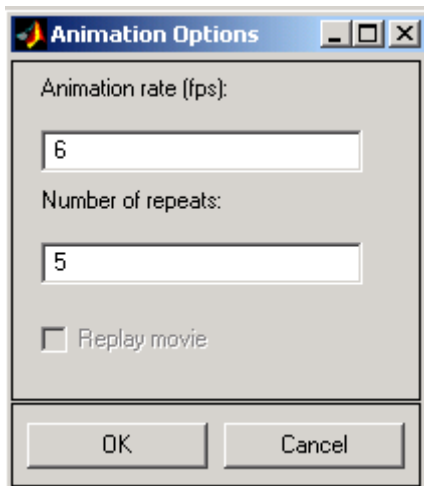 Animation Options
Animation rate (fps):
6
Number of repeats:
5
Replay movie
OK Cancel